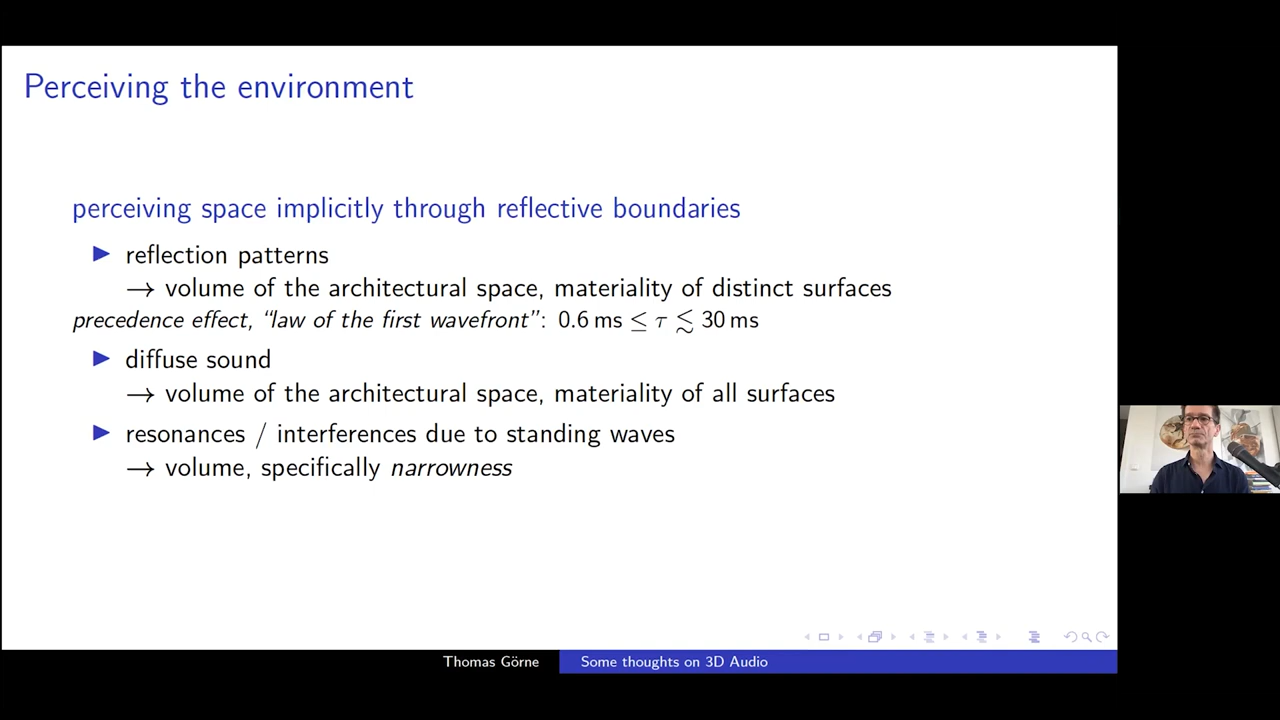 Perceiving the environment
perceiving space implicitly through reflective boundaries
▶ reflection patterns
→ volume of the architectural space, materiality of distinct surfaces
precedence effect, “law of the first wavefront”: 0.6 ms ≤ τ ≲ 30 ms
▶ diffuse sound
→ volume of the architectural space, materiality of all surfaces
▶ resonances / interferences due to standing waves
→ volume, specifically narrowness
Thomas Görne
Some thoughts on 3D Audio